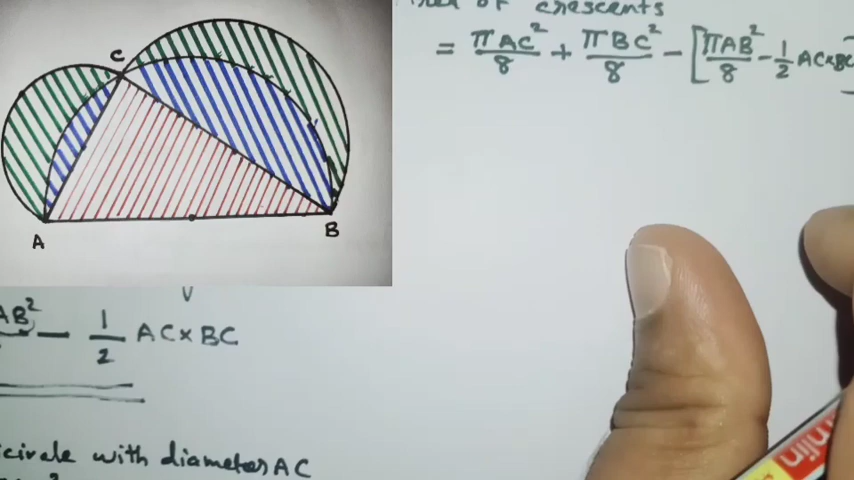 C
A
B
of crescents
= πAC²/8 + πBC²/8 - [πAB²/8 - 1/2 AC×BC
AB² - 1/2 AC×BC
with diameter AC